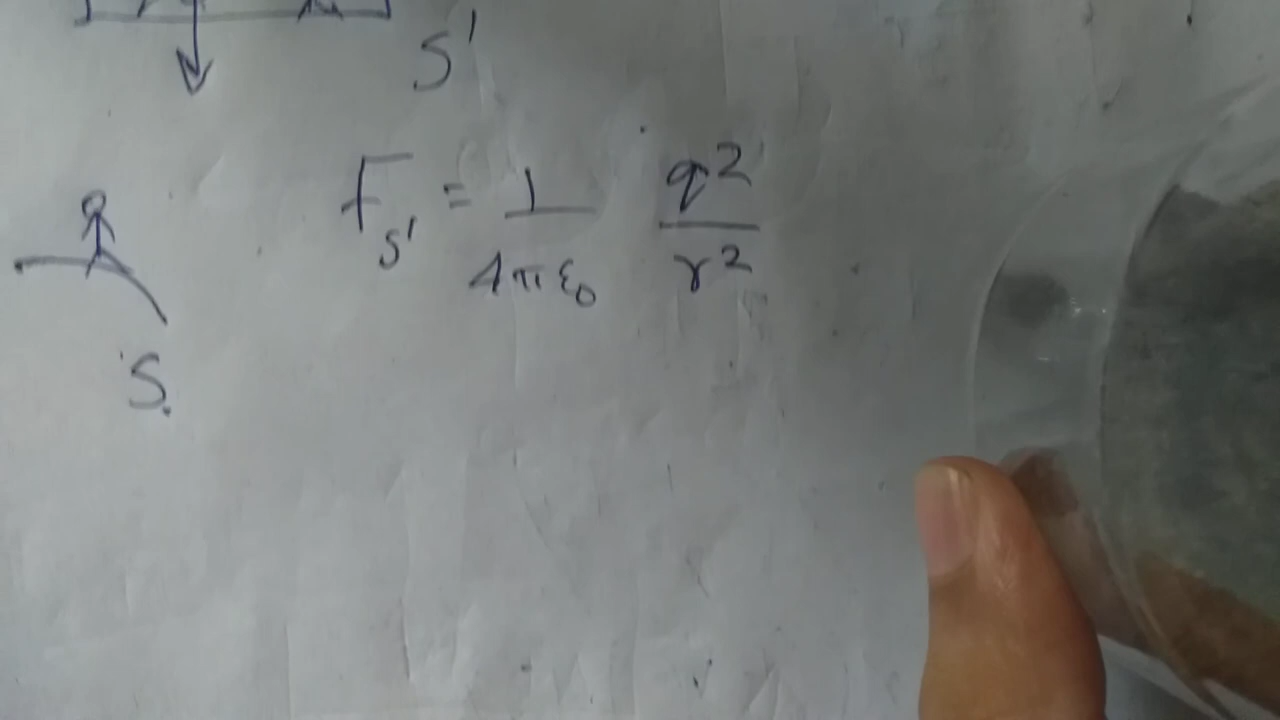 S'
F_S' = 1/4πε₀ q²/r²
S.